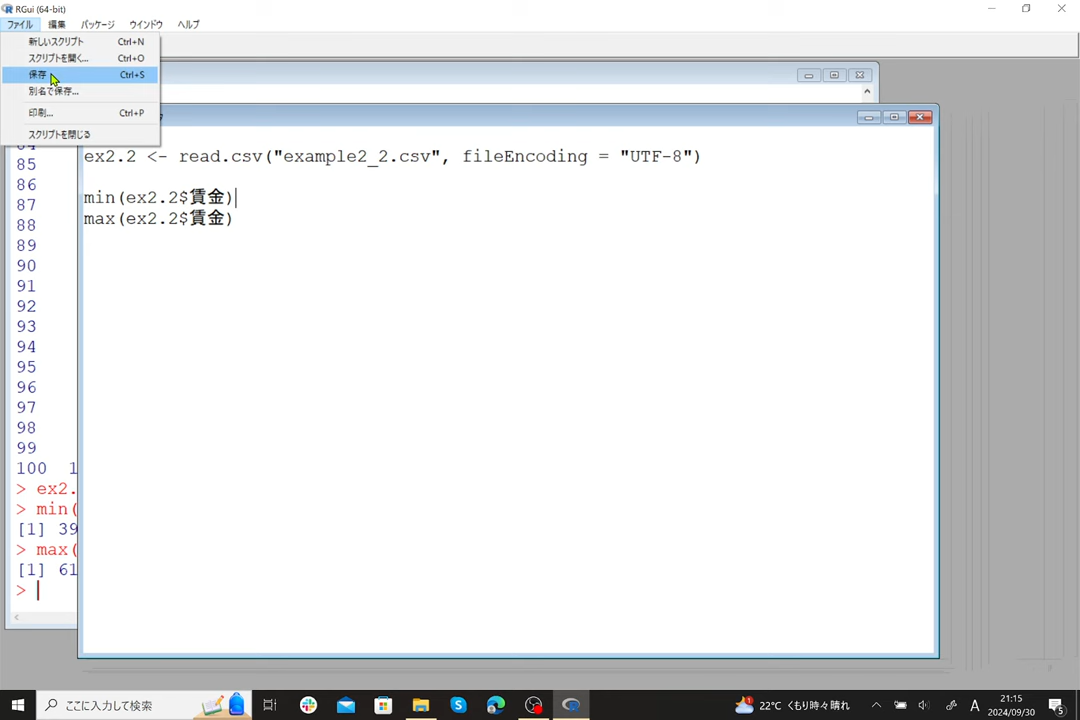 RGui (64-bit)
ファイル 編集 パッケージ ウインドウ ヘルプ
新しいスクリプト Ctrl+N
スクリプトを開く... Ctrl+O
保存 Ctrl+S
別名で保存...
印刷... Ctrl+P
スクリプトを閉じる
ex2.2 <- read.csv("example2_2.csv", fileEncoding = "UTF-8")
min(ex2.2$賃金)
max(ex2.2$賃金)
85
86
87
88
89
90
91
92
93
94
95
96
97
98
99
100 1
> ex2.
> min(
[1] 39
> max(
[1] 61
>
ここに入力して検索
22°C くもり時々晴れ
A
21:15
2024/09/30
5